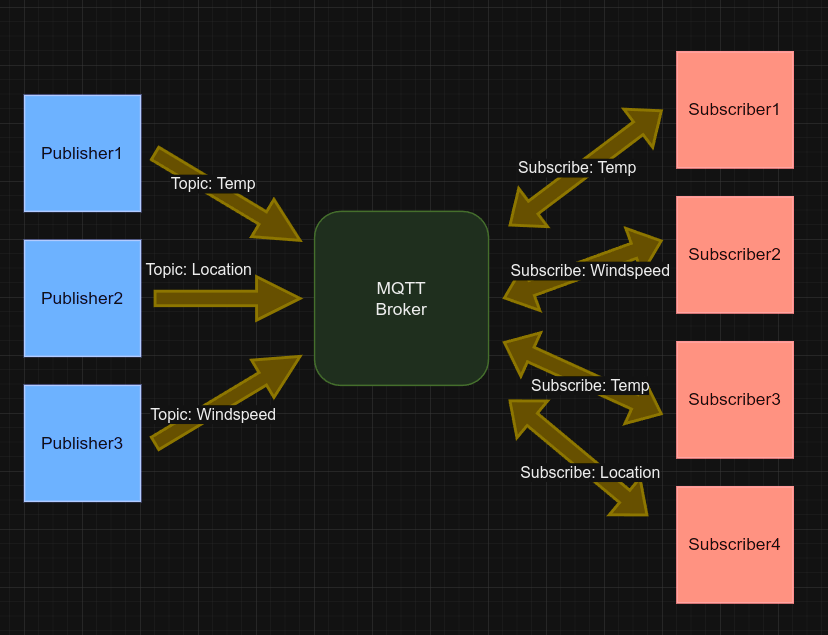 Publisher1
Topic: Temp
Publisher2
Topic: Location
Publisher3
Topic: Windspeed
MQTT
Broker
Subscribe: Temp
Subscriber1
Subscribe: Windspeed
Subscriber2
Subscribe: Temp
Subscriber3
Subscribe: Location
Subscriber4